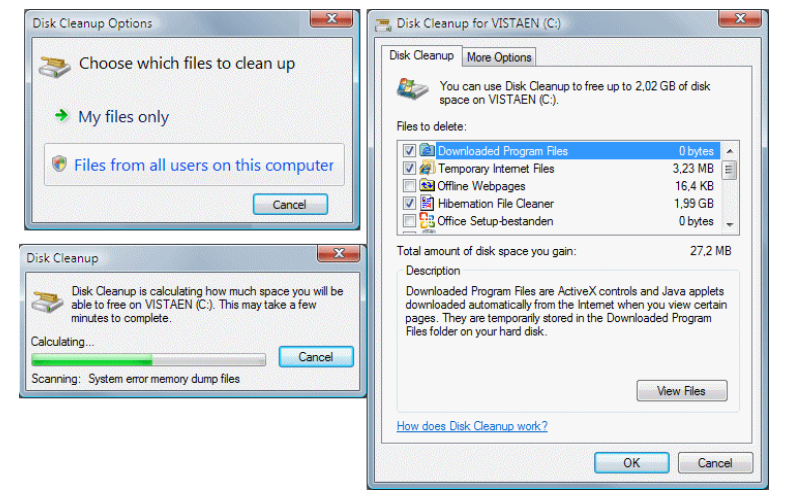 Disk Cleanup Options
Choose which files to clean up
My files only
Files from all users on this computer
Cancel
Disk Cleanup
Disk Cleanup is calculating how much space you will be
able to free on VISTAEN (C:). This may take a few
minutes to complete.
Calculating...
Cancel
Scanning: System error memory dump files
Disk Cleanup for VISTAEN (C:)
Disk Cleanup More Options
You can use Disk Cleanup to free up to 2,02 GB of disk
space on VISTAEN (C:).
Files to delete:
Downloaded Program Files 0 bytes
Temporary Internet Files 3,23 MB
Offline Webpages 16,4 KB
Hibernation File Cleaner 1,99 GB
Office Setup-bestanden 0 bytes
Total amount of disk space you gain: 27,2 MB
Description
Downloaded Program Files are ActiveX controls and Java applets
downloaded automatically from the Internet when you view certain
pages. They are temporarily stored in the Downloaded Program
Files folder on your hard disk.
View Files
How does Disk Cleanup work?
OK Cancel